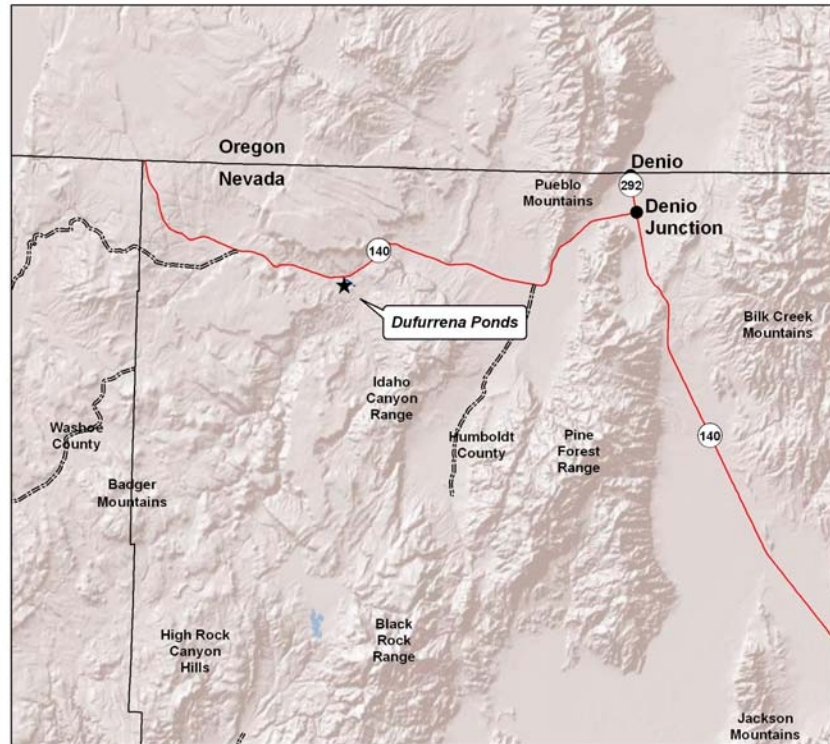 Oregon
Nevada
Denio
292
Pueblo
Mountains
Denio
Junction
140
Dufurrena Ponds
Bilk Creek
Mountains
Idaho
Canyon
Range
Washoe
County
Humboldt
County
Pine
Forest
Range
140
Badger
Mountains
High Rock
Canyon
Hills
Black
Rock
Range
Jackson
Mountains